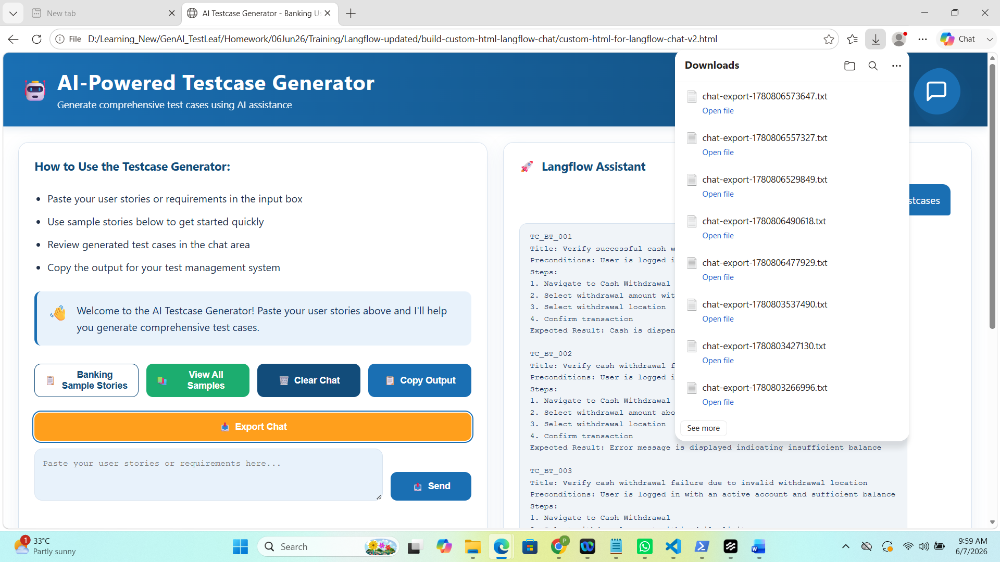 New tab
AI Testcase Generator - Banking Us
File
D:/Learning_New/GenAI_TestLeaf/Homework/06Jun26/Training/Langflow-updated/build-custom-html-langflow-chat/custom-html-for-langflow-chat-v2.html
Chat
AI-Powered Testcase Generator
Generate comprehensive test cases using AI assistance
How to Use the Testcase Generator:
Paste your user stories or requirements in the input box
Use sample stories below to get started quickly
Review generated test cases in the chat area
Copy the output for your test management system
Welcome to the AI Testcase Generator! Paste your user stories above and I'll help
you generate comprehensive test cases.
Banking
Sample Stories
View All
Samples
Clear Chat
Copy Output
Export Chat
Paste your user stories or requirements here...
Send
Langflow Assistant
stcases
TC_BT_001
Title: Verify successful cash w
Preconditions: User is logged i
Steps:
1. Navigate to Cash Withdrawal
2. Select withdrawal amount wit
3. Select withdrawal location
4. Confirm transaction
Expected Result: Cash is dispen
TC_BT_002
Title: Verify cash withdrawal f
Preconditions: User is logged i
Steps:
1. Navigate to Cash Withdrawal
2. Select withdrawal amount abo
3. Select withdrawal location
4. Confirm transaction
Expected Result: Error message is displayed indicating insufficient balance
TC_BT_003
Title: Verify cash withdrawal failure due to invalid withdrawal location
Preconditions: User is logged in with an active account and sufficient balance
Steps:
1. Navigate to Cash Withdrawal
Downloads
chat-export-1780806573647.txt
Open file
chat-export-1780806557327.txt
Open file
chat-export-1780806529849.txt
Open file
chat-export-1780806490618.txt
Open file
chat-export-1780806477929.txt
Open file
chat-export-1780803537490.txt
Open file
chat-export-1780803427130.txt
Open file
chat-export-1780803266996.txt
Open file
See more
1
33°C
Partly sunny
Search
P
9:59 AM
6/7/2026